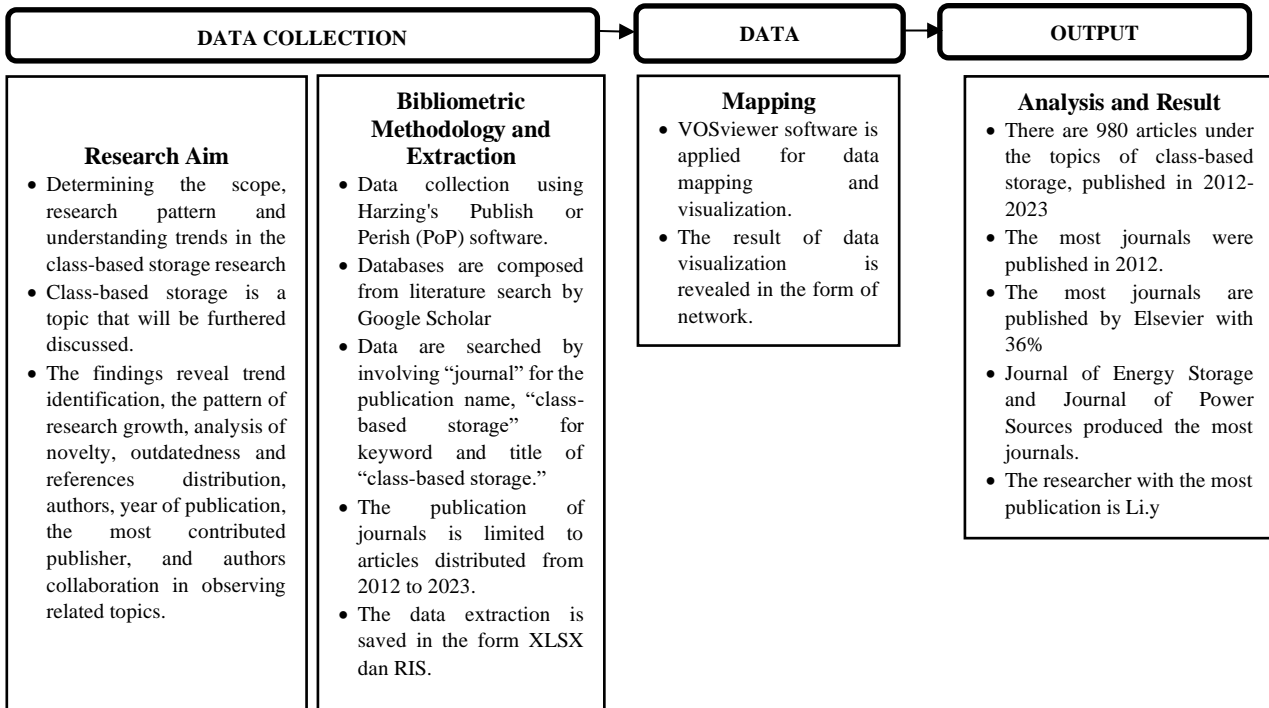 DATA COLLECTION
DATA
OUTPUT
Research Aim
• Determining the scope,
research pattern and
understanding trends in the
class-based storage research
• Class-based storage is a
topic that will be furthered
discussed.
• The findings reveal trend
identification, the pattern of
research growth, analysis of
novelty, outdatedness and
references distribution,
authors, year of publication,
the most contributed
publisher, and authors
collaboration in observing
related topics.
Bibliometric
Methodology and
Extraction
• Data collection using
Harzing's Publish or
Perish (PoP) software.
• Databases are composed
from literature search by
Google Scholar
• Data are searched by
involving “journal” for the
publication name, “class-
based storage” for
keyword and title of
“class-based storage.”
• The publication of
journals is limited to
articles distributed from
2012 to 2023.
• The data extraction is
saved in the form XLSX
dan RIS.
Mapping
• VOSviewer software is
applied for data
mapping and
visualization.
• The result of data
visualization is
revealed in the form of
network.
Analysis and Result
• There are 980 articles under
the topics of class-based
storage, published in 2012-
2023
• The most journals were
published in 2012.
• The most journals are
published by Elsevier with
36%
• Journal of Energy Storage
and Journal of Power
Sources produced the most
journals.
• The researcher with the most
publication is Li.y